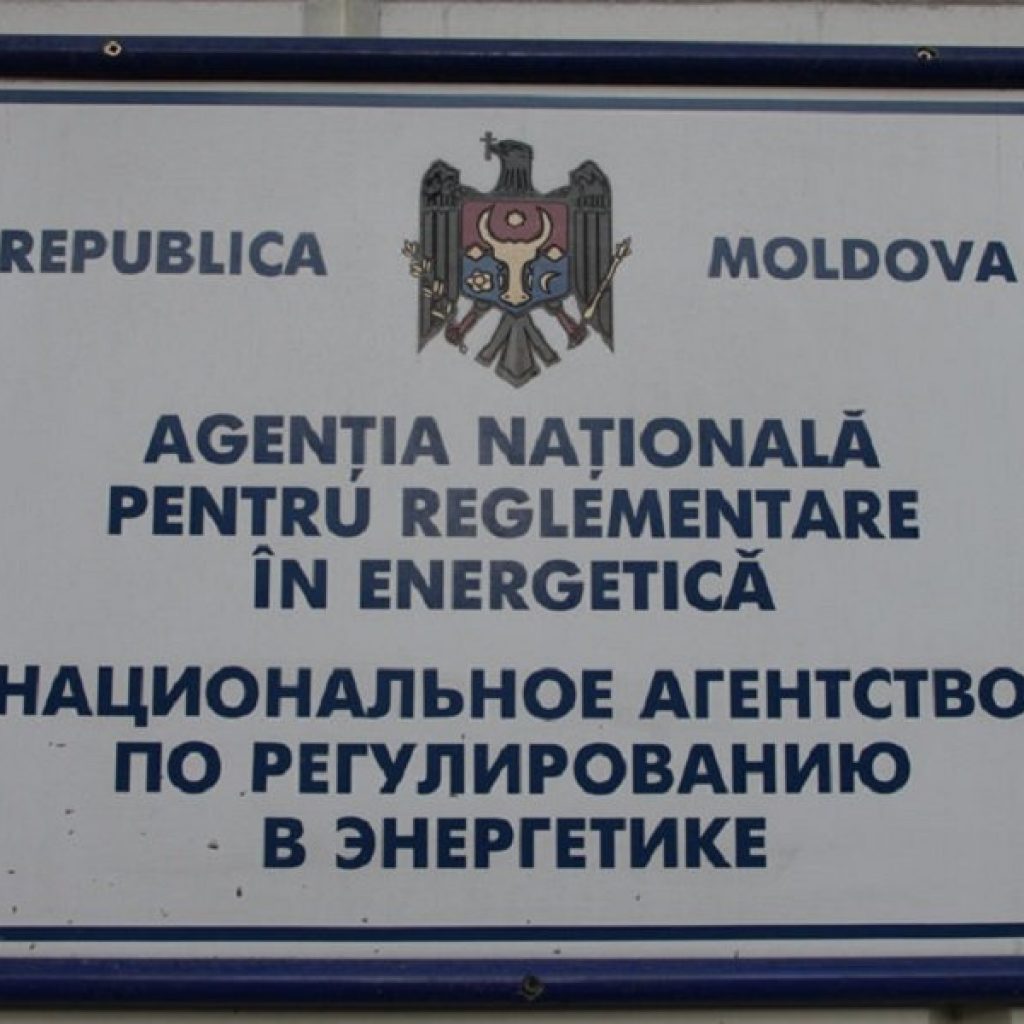 REPUBLICA MOLDOVA
AGENȚIA NAȚIONALĂ
PENTRU REGLEMENTARE
ÎN ENERGETICĂ
НАЦИОНАЛЬНОЕ АГЕНТСТВО
ПО РЕГУЛИРОВАНИЮ
В ЭНЕРГЕТИКЕ